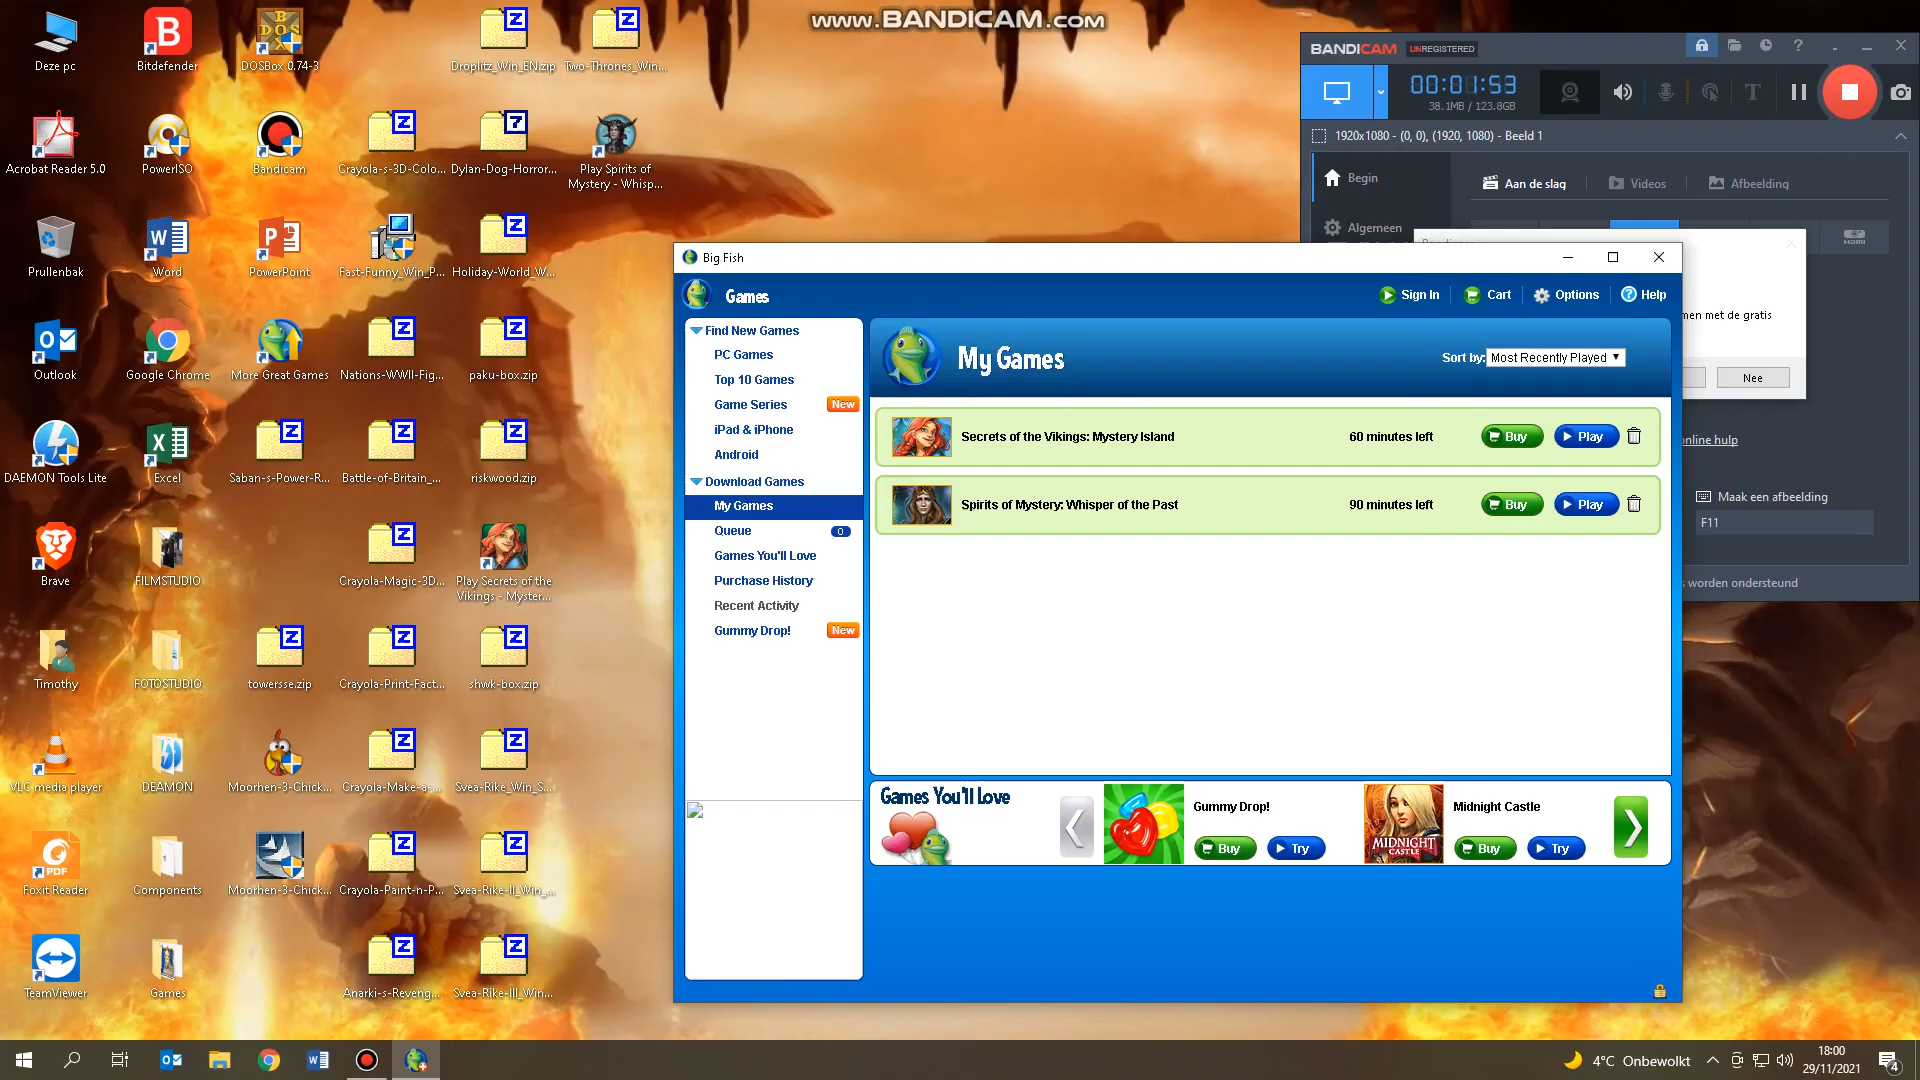 www.BANDICAM.com
Deze pc
Bitdefender
DOSBox 0.74-3
Droplitz_Win_EN.zip
Two-Thrones_Win...
Acrobat Reader 5.0
PowerISO
Bandicam
Crayola-s-3D-Colo...
Dylan-Dog-Horror...
Play Spirits of
Mystery - Whisp...
Prullenbak
Word
PowerPoint
Fast-Funny_Win_P...
Holiday-World_W...
Outlook
Google Chrome
More Great Games
Nations-WWII-Fig...
paku-box.zip
DAEMON Tools Lite
Excel
Saban-s-Power-R...
Battle-of-Britain_...
riskwood.zip
Brave
FILMSTUDIO
Crayola-Magic-3D...
Play Secrets of the
Vikings - Myster...
Timothy
FOTOSTUDIO
towersse.zip
Crayola-Print-Fact...
shwk-box.zip
VLC media player
DEAMON
Moorhen-3-Chick...
Crayola-Make-a-...
Svea-Rike_Win_S...
Foxit Reader
Components
Moorhen-3-Chick...
Crayola-Paint-n-P...
Svea-Rike-II_Win_...
TeamViewer
Games
Anarki-s-Reveng...
Svea-Rike-III_Win...
BANDICAM UNREGISTERED
00:01:53
38.1MB / 123.8GB
1920x1080 - (0, 0), (1920, 1080) - Beeld 1
Begin
Aan de slag
Videos
Afbeelding
Algemeen
HDMI
men met de gratis
Nee
online help
Maak een afbeelding
F11
s worden ondersteund
Big Fish
Games
Sign In
Cart
Options
Help
Find New Games
PC Games
Top 10 Games
Game Series New
iPad & iPhone
Android
Download Games
My Games
Queue 0
Games You'll Love
Purchase History
Recent Activity
Gummy Drop! New
My Games
Sort by: Most Recently Played
Secrets of the Vikings: Mystery Island 60 minutes left Buy Play
Spirits of Mystery: Whisper of the Past 90 minutes left Buy Play
Games You'll Love
Gummy Drop!
Buy Try
MIDNIGHT
CASTLE
Midnight Castle
Buy Try
4°C Onbewolkt
18:00
29/11/2021
4